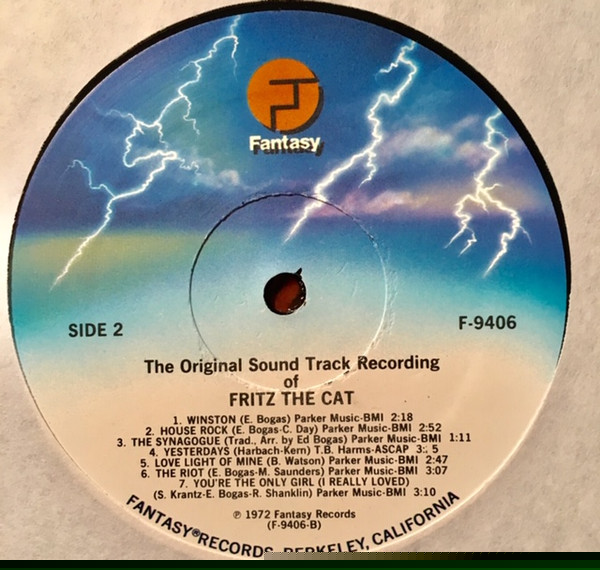 Fantasy
SIDE 2
F-9406
The Original Sound Track Recording
of
FRITZ THE CAT
1. WINSTON (E. Bogas) Parker Music-BMI 2:18
2. HOUSE ROCK (E. Bogas-C. Day) Parker Music-BMI 2:52
3. THE SYNAGOGUE (Trad., Arr. by Ed Bogas) Parker Music-BMI 1:11
4. YESTERDAYS (Harbach-Kern) T.B. Harms-ASCAP
5. LOVE LIGHT OF MINE (B. Watson) Parker Music-BMI 2:47
6. THE RIOT (E. Bogas-M. Saunders) Parker Music-BMI 3:07
7. YOU'RE THE ONLY GIRL (I REALLY LOVED)
(S. Krantz-E. Bogas-R. Shanklin) Parker Music-BMI 3:10
℗ 1972 Fantasy Records
(F-9406-B)
FANTASY®RECORDS, BERKELEY, CALIFORNIA